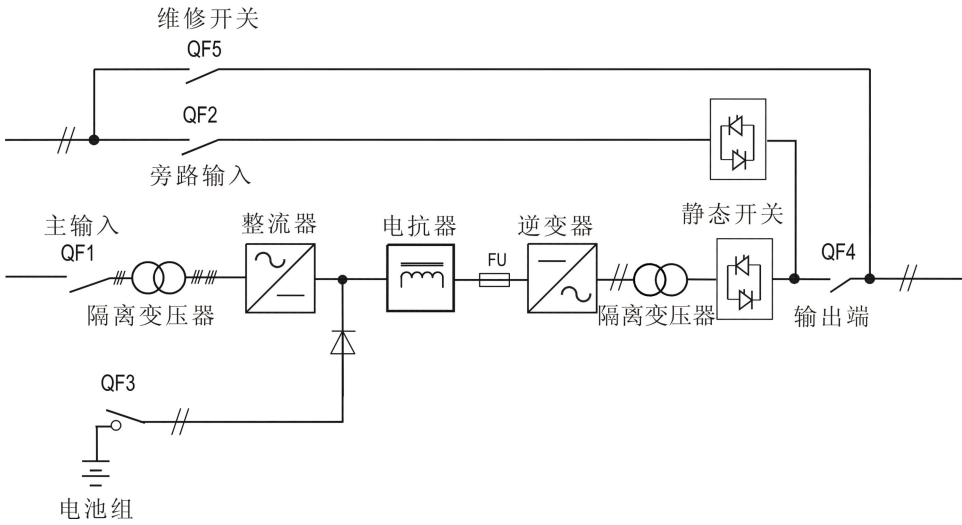 维修开关
QF5
QF2
旁路输入
主输入
QF1
隔离变压器
整流器
电抗器
FU
逆变器
隔离变压器
静态开关
QF4
输出端
QF3
电池组